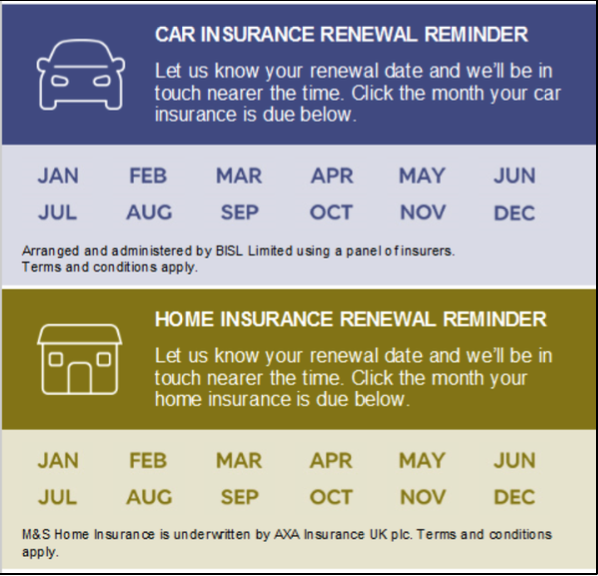 CAR INSURANCE RENEWAL REMINDER
Let us know your renewal date and we'll be in
touch nearer the time. Click the month your car
insurance is due below.
JAN FEB MAR APR MAY JUN
JUL AUG SEP OCT NOV DEC
Arranged and administered by BISL Limited using a panel of insurers.
Terms and conditions apply.
HOME INSURANCE RENEWAL REMINDER
Let us know your renewal date and we'll be in
touch nearer the time. Click the month your
home insurance is due below.
JAN FEB MAR APR MAY JUN
JUL AUG SEP OCT NOV DEC
M&S Home Insurance is underwritten by AXA Insurance UK plc. Terms and conditions
apply.